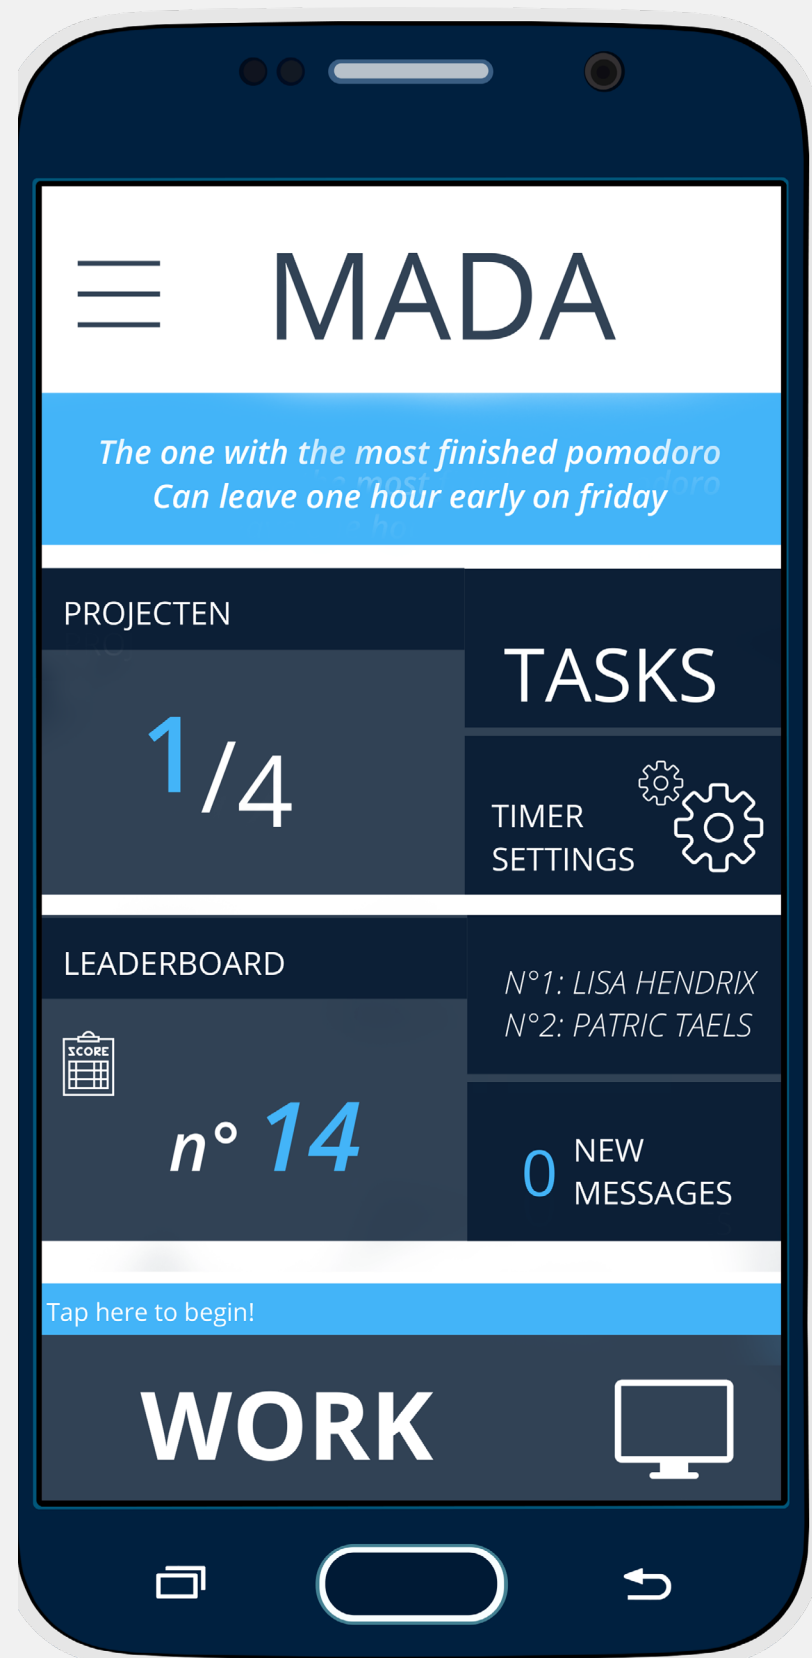 MADA
The one with the most finished pomodoro
Can leave one hour early on friday
PROJECTEN
1/4
TASKS
TIMER
SETTINGS
LEADERBOARD
SCORE
n° 14
N°1: LISA HENDRIX
N°2: PATRIC TAELS
0 NEW
MESSAGES
Tap here to begin!
WORK